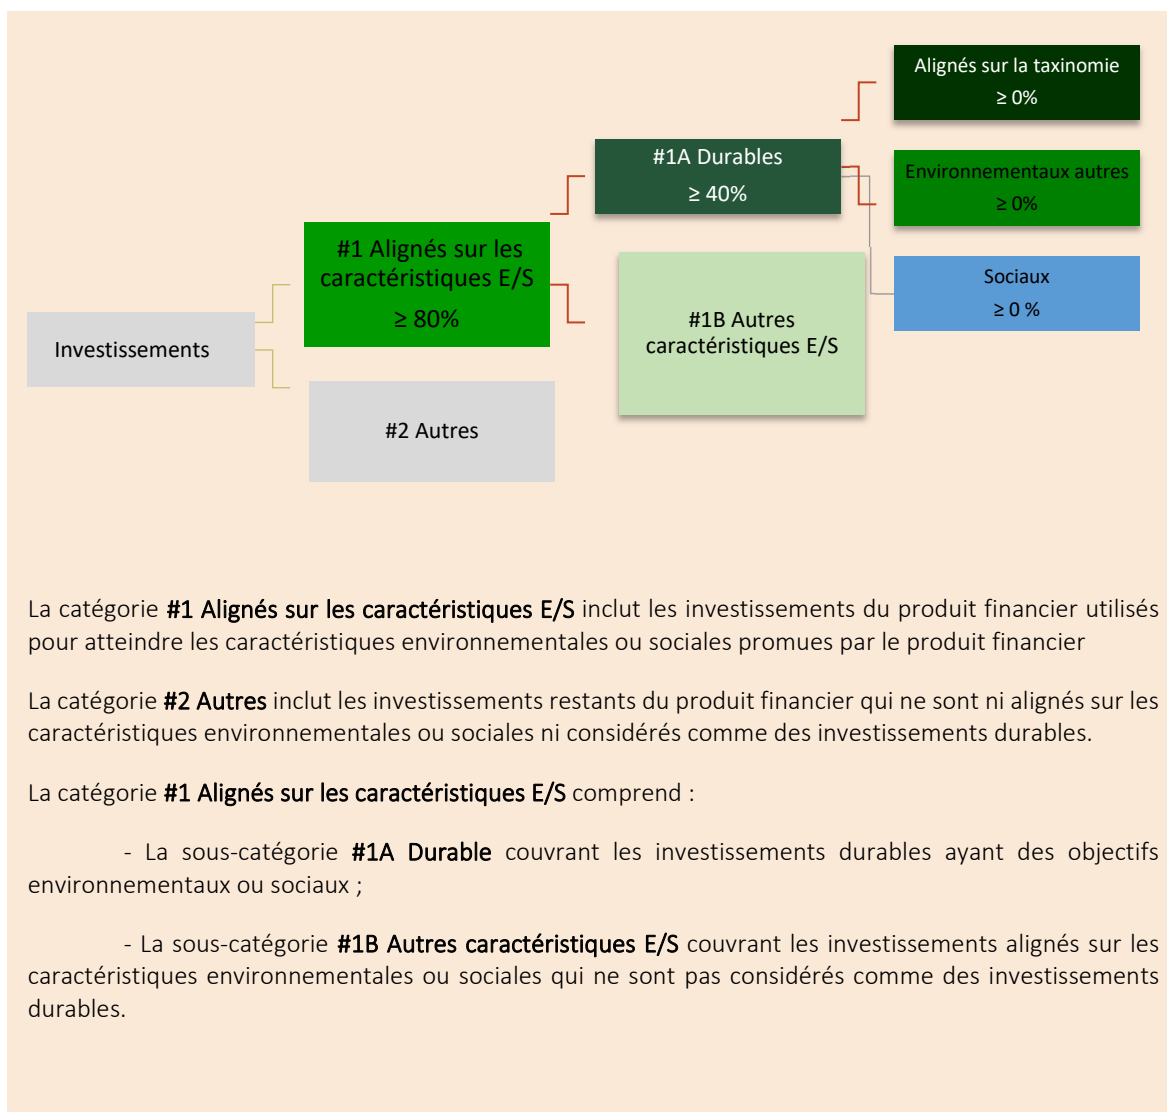 Alignés sur la taxinomie
≥ 0%
#1A Durables
≥ 40%
Environnementaux autres
≥ 0%
#1 Alignés sur les
caractéristiques E/S
≥ 80%
Sociaux
≥ 0 %
#1B Autres
caractéristiques E/S
Investissements
#2 Autres
La catégorie #1 Alignés sur les caractéristiques E/S inclut les investissements du produit financier utilisés
pour atteindre les caractéristiques environnementales ou sociales promues par le produit financier
La catégorie #2 Autres inclut les investissements restants du produit financier qui ne sont ni alignés sur les
caractéristiques environnementales ou sociales ni considérés comme des investissements durables.
La catégorie #1 Alignés sur les caractéristiques E/S comprend :
- La sous-catégorie #1A Durable couvrant les investissements durables ayant des objectifs
environnementaux ou sociaux ;
- La sous-catégorie #1B Autres caractéristiques E/S couvrant les investissements alignés sur les
caractéristiques environnementales ou sociales qui ne sont pas considérés comme des investissements
durables.